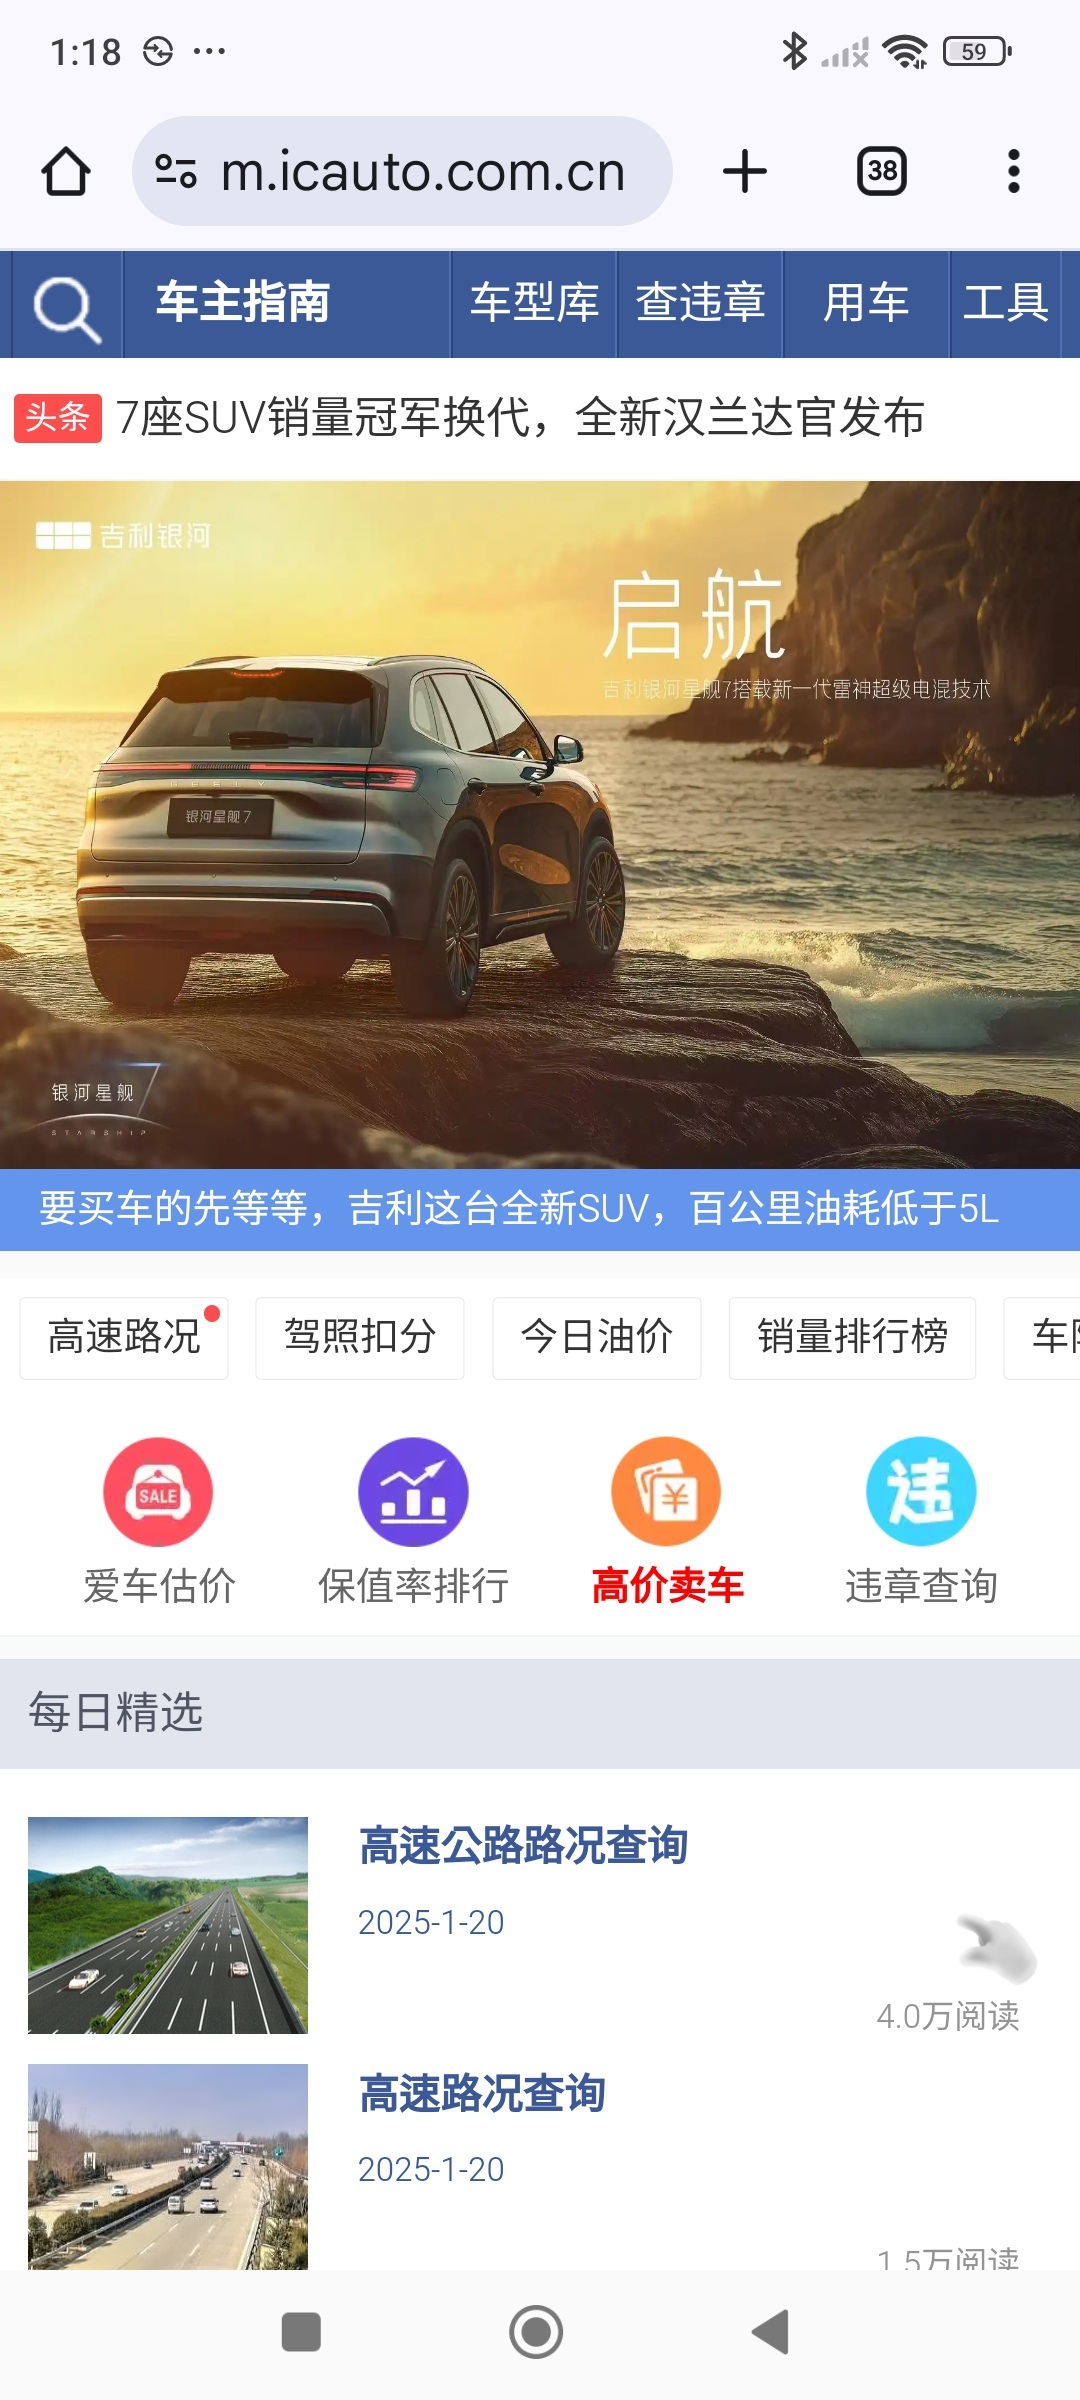 1:18
59
m.icauto.com.cn
38
车主指南
车型库
查违章
用车
工具
头条
7座SUV销量冠军换代，全新汉兰达官发布
吉利银河
启航
吉利银河星舰7搭载新一代雷神超级电混技术
GEELY
银河星舰7
银河星舰 7
STARSHIP
要买车的先等等，吉利这台全新SUV，百公里油耗低于5L
高速路况
驾照扣分
今日油价
销量排行榜
车
SALE
¥
违
爱车估价
保值率排行
高价卖车
违章查询
每日精选
高速公路路况查询
2025-1-20
4.0万阅读
高速路况查询
2025-1-20
1.5万阅读